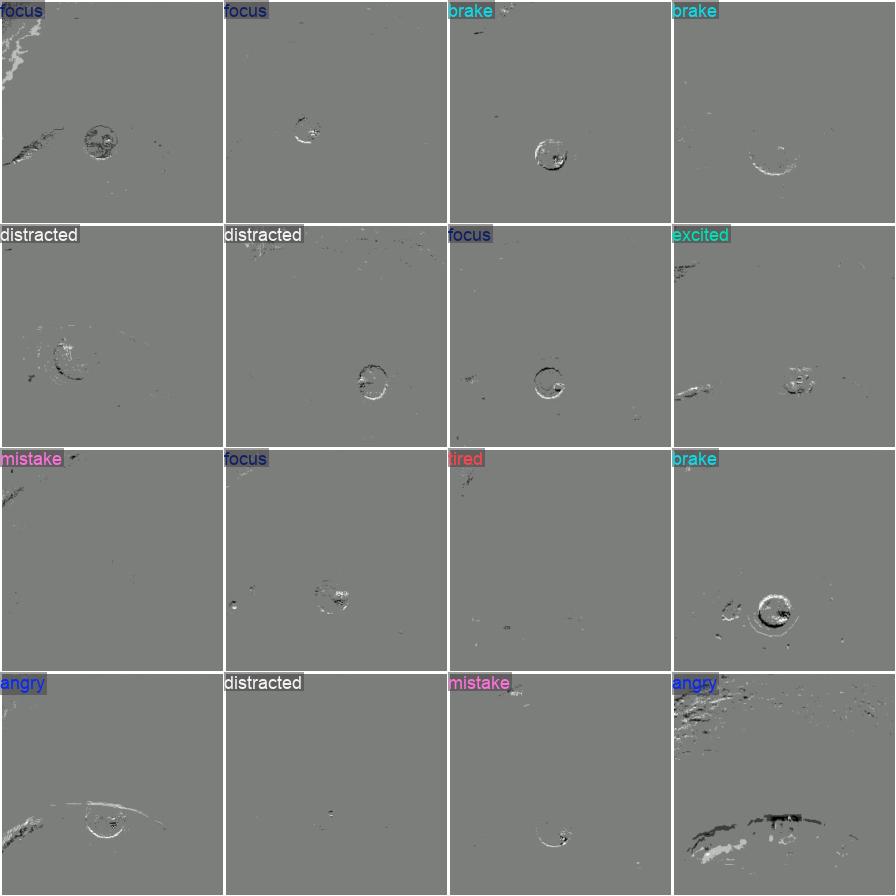 focus
focus
brake
brake
distracted
distracted
focus
excited
mistake
focus
tired
brake
angry
distracted
mistake
angry